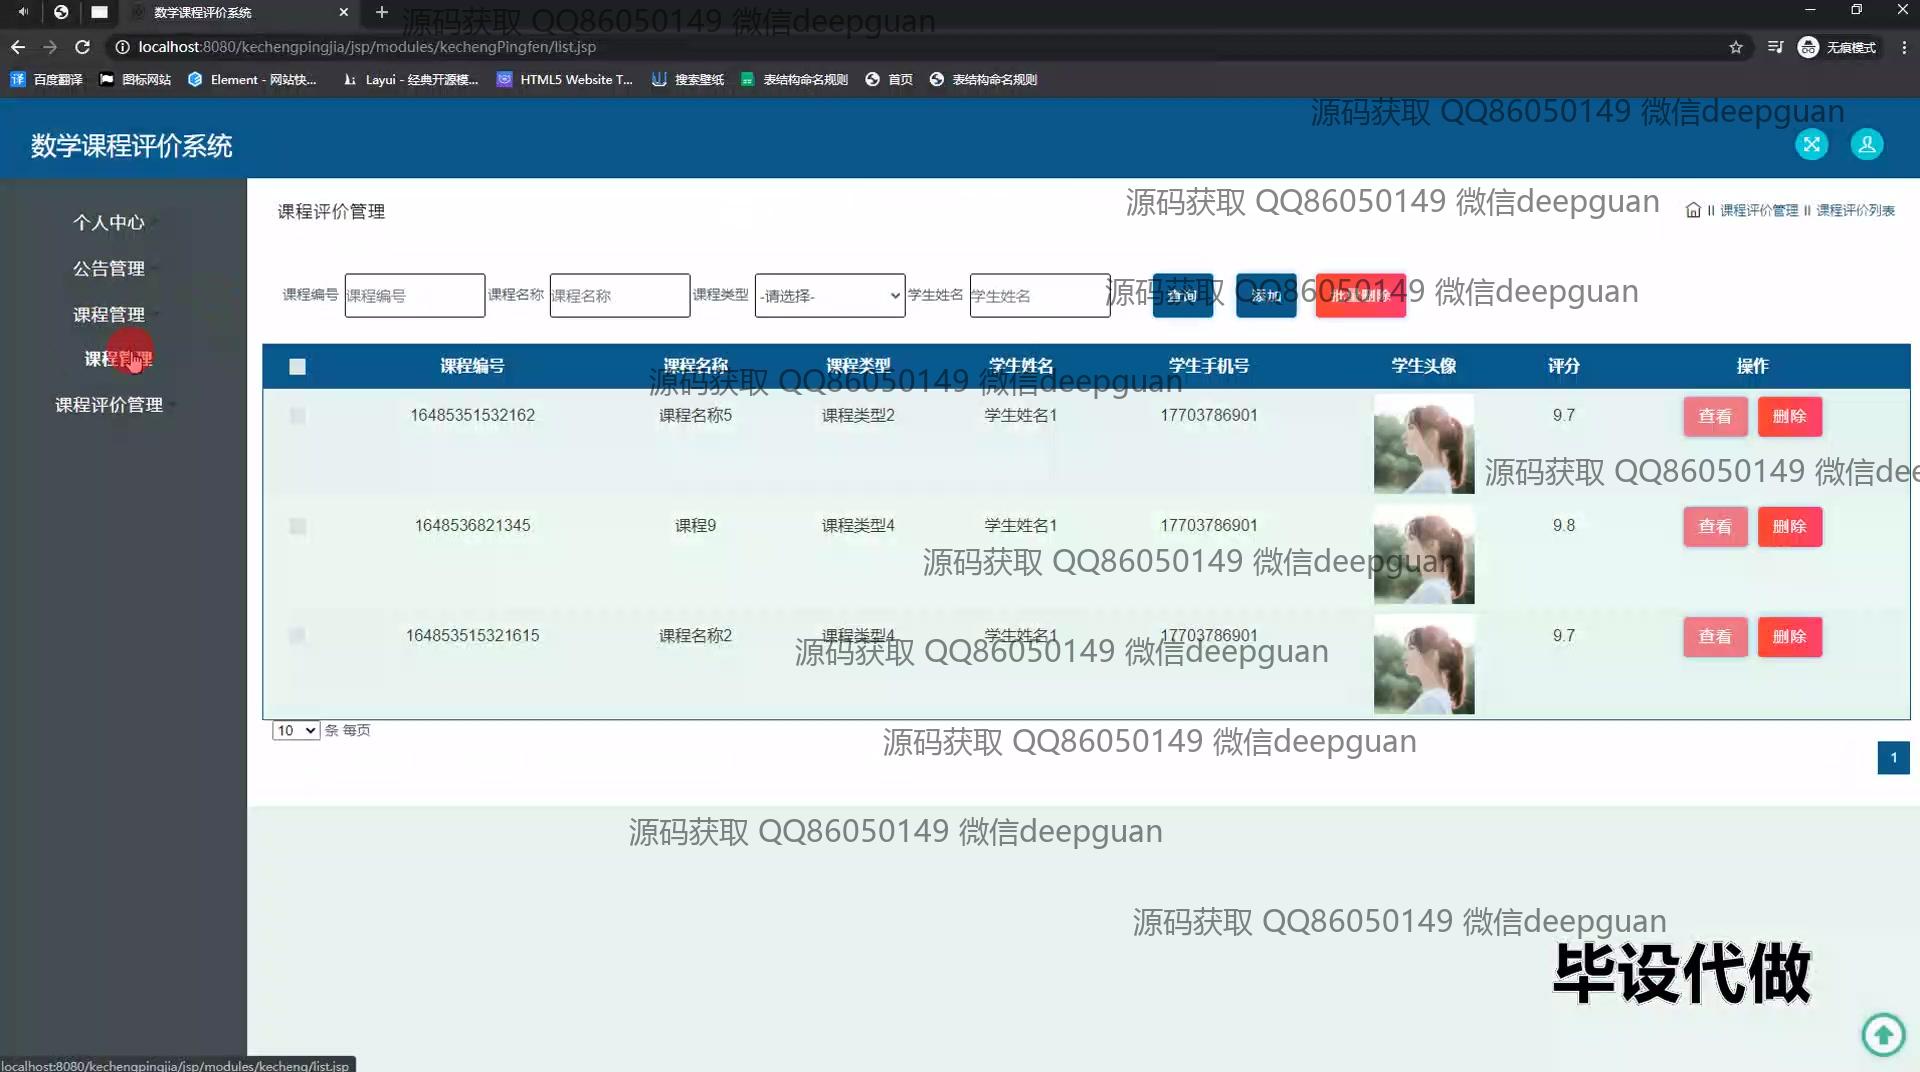 数学课程评价系统
源码获取 QQ86050149 微信deepguan
localhost:8080/kechengpingjia/jsp/modules/kechengPingfen/list.jsp
无痕模式
百度翻译 图标网站 Element - 网站快... Layui - 经典开源模... HTML5 Website T... 搜索壁纸 表结构命名规则 首页 表结构命名规则
源码获取 QQ86050149 微信deepguan
数学课程评价系统
个人中心
公告管理
课程管理
课程管理
课程评价管理
课程评价管理
源码获取 QQ86050149 微信deepguan
课程评价管理 课程评价列表
课程编号 课程编号 课程名称 课程名称 课程类型 -请选择- 学生姓名 学生姓名 查询 添加 批量删除
源码获取 QQ86050149 微信deepguan
课程编号 课程名称 课程类型 学生姓名 学生手机号 学生头像 评分 操作
源码获取 QQ86050149 微信deepguan
16485351532162 课程名称5 课程类型2 学生姓名1 17703786901 9.7 查看 删除
源码获取 QQ86050149 微信dee
1648536821345 课程9 课程类型4 学生姓名1 17703786901 9.8 查看 删除
源码获取 QQ86050149 微信deepguan
164853515321615 课程名称2 课程类型4 学生姓名1 17703786901 9.7 查看 删除
源码获取 QQ86050149 微信deepguan
10 条 每页
源码获取 QQ86050149 微信deepguan
1
源码获取 QQ86050149 微信deepguan
源码获取 QQ86050149 微信deepguan
毕设代做
localhost:8080/kechengpingjia/jsp/modules/kecheng/list.jsp